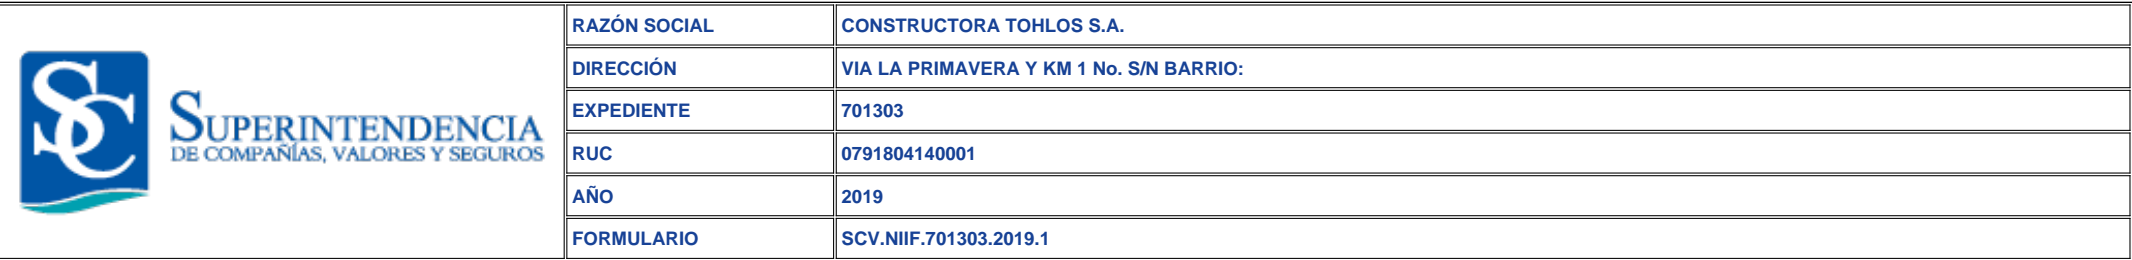 SC
SUPERINTENDENCIA
DE COMPAÑÍAS, VALORES Y SEGUROS
RAZÓN SOCIAL CONSTRUCTORA TOHLOS S.A.
DIRECCIÓN VIA LA PRIMAVERA Y KM 1 No. S/N BARRIO:
EXPEDIENTE 701303
RUC 0791804140001
AÑO 2019
FORMULARIO SCV.NIIF.701303.2019.1